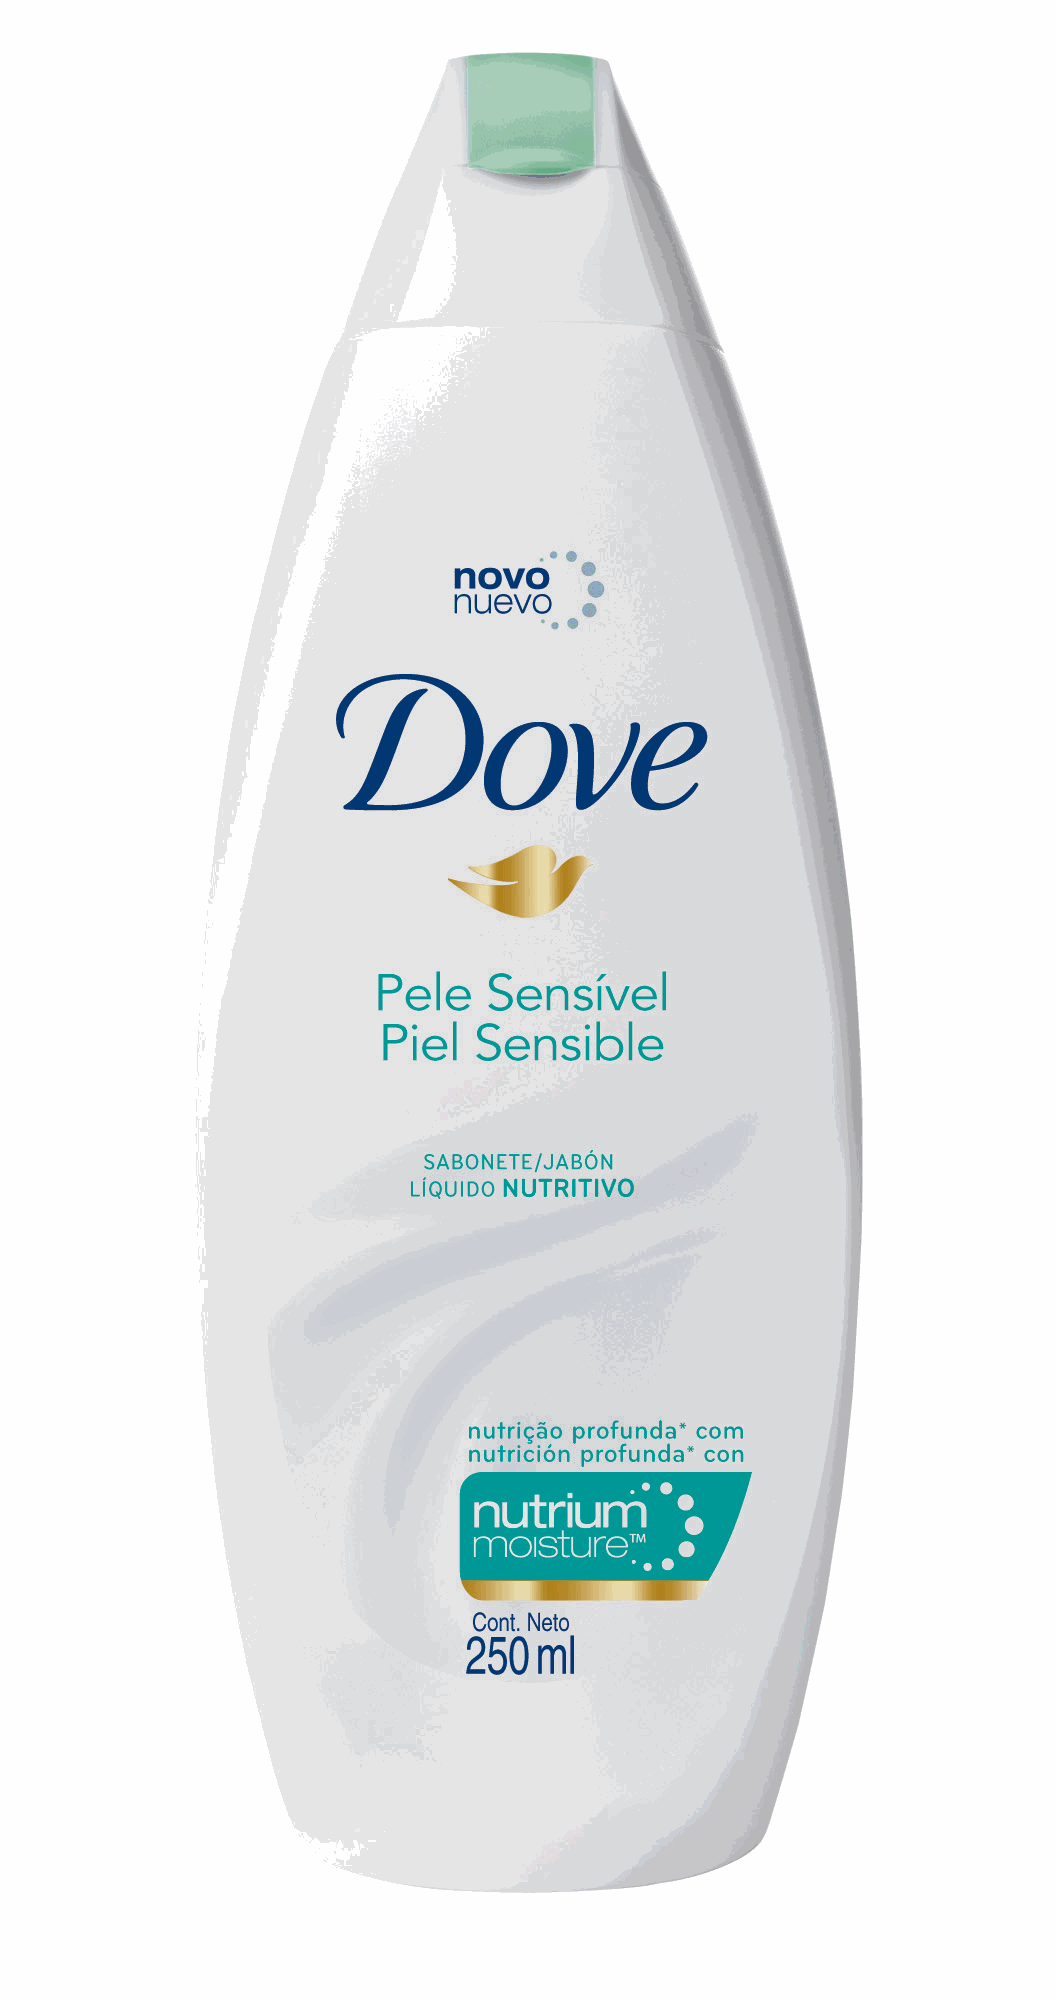 novo
nuevo
Dove
Pele Sensível
Piel Sensible
SABONETE/JABÓN
LÍQUIDO NUTRITIVO
nutrição profunda* com
nutrición profunda* con
nutrium
moisture™
Cont. Neto
250 ml